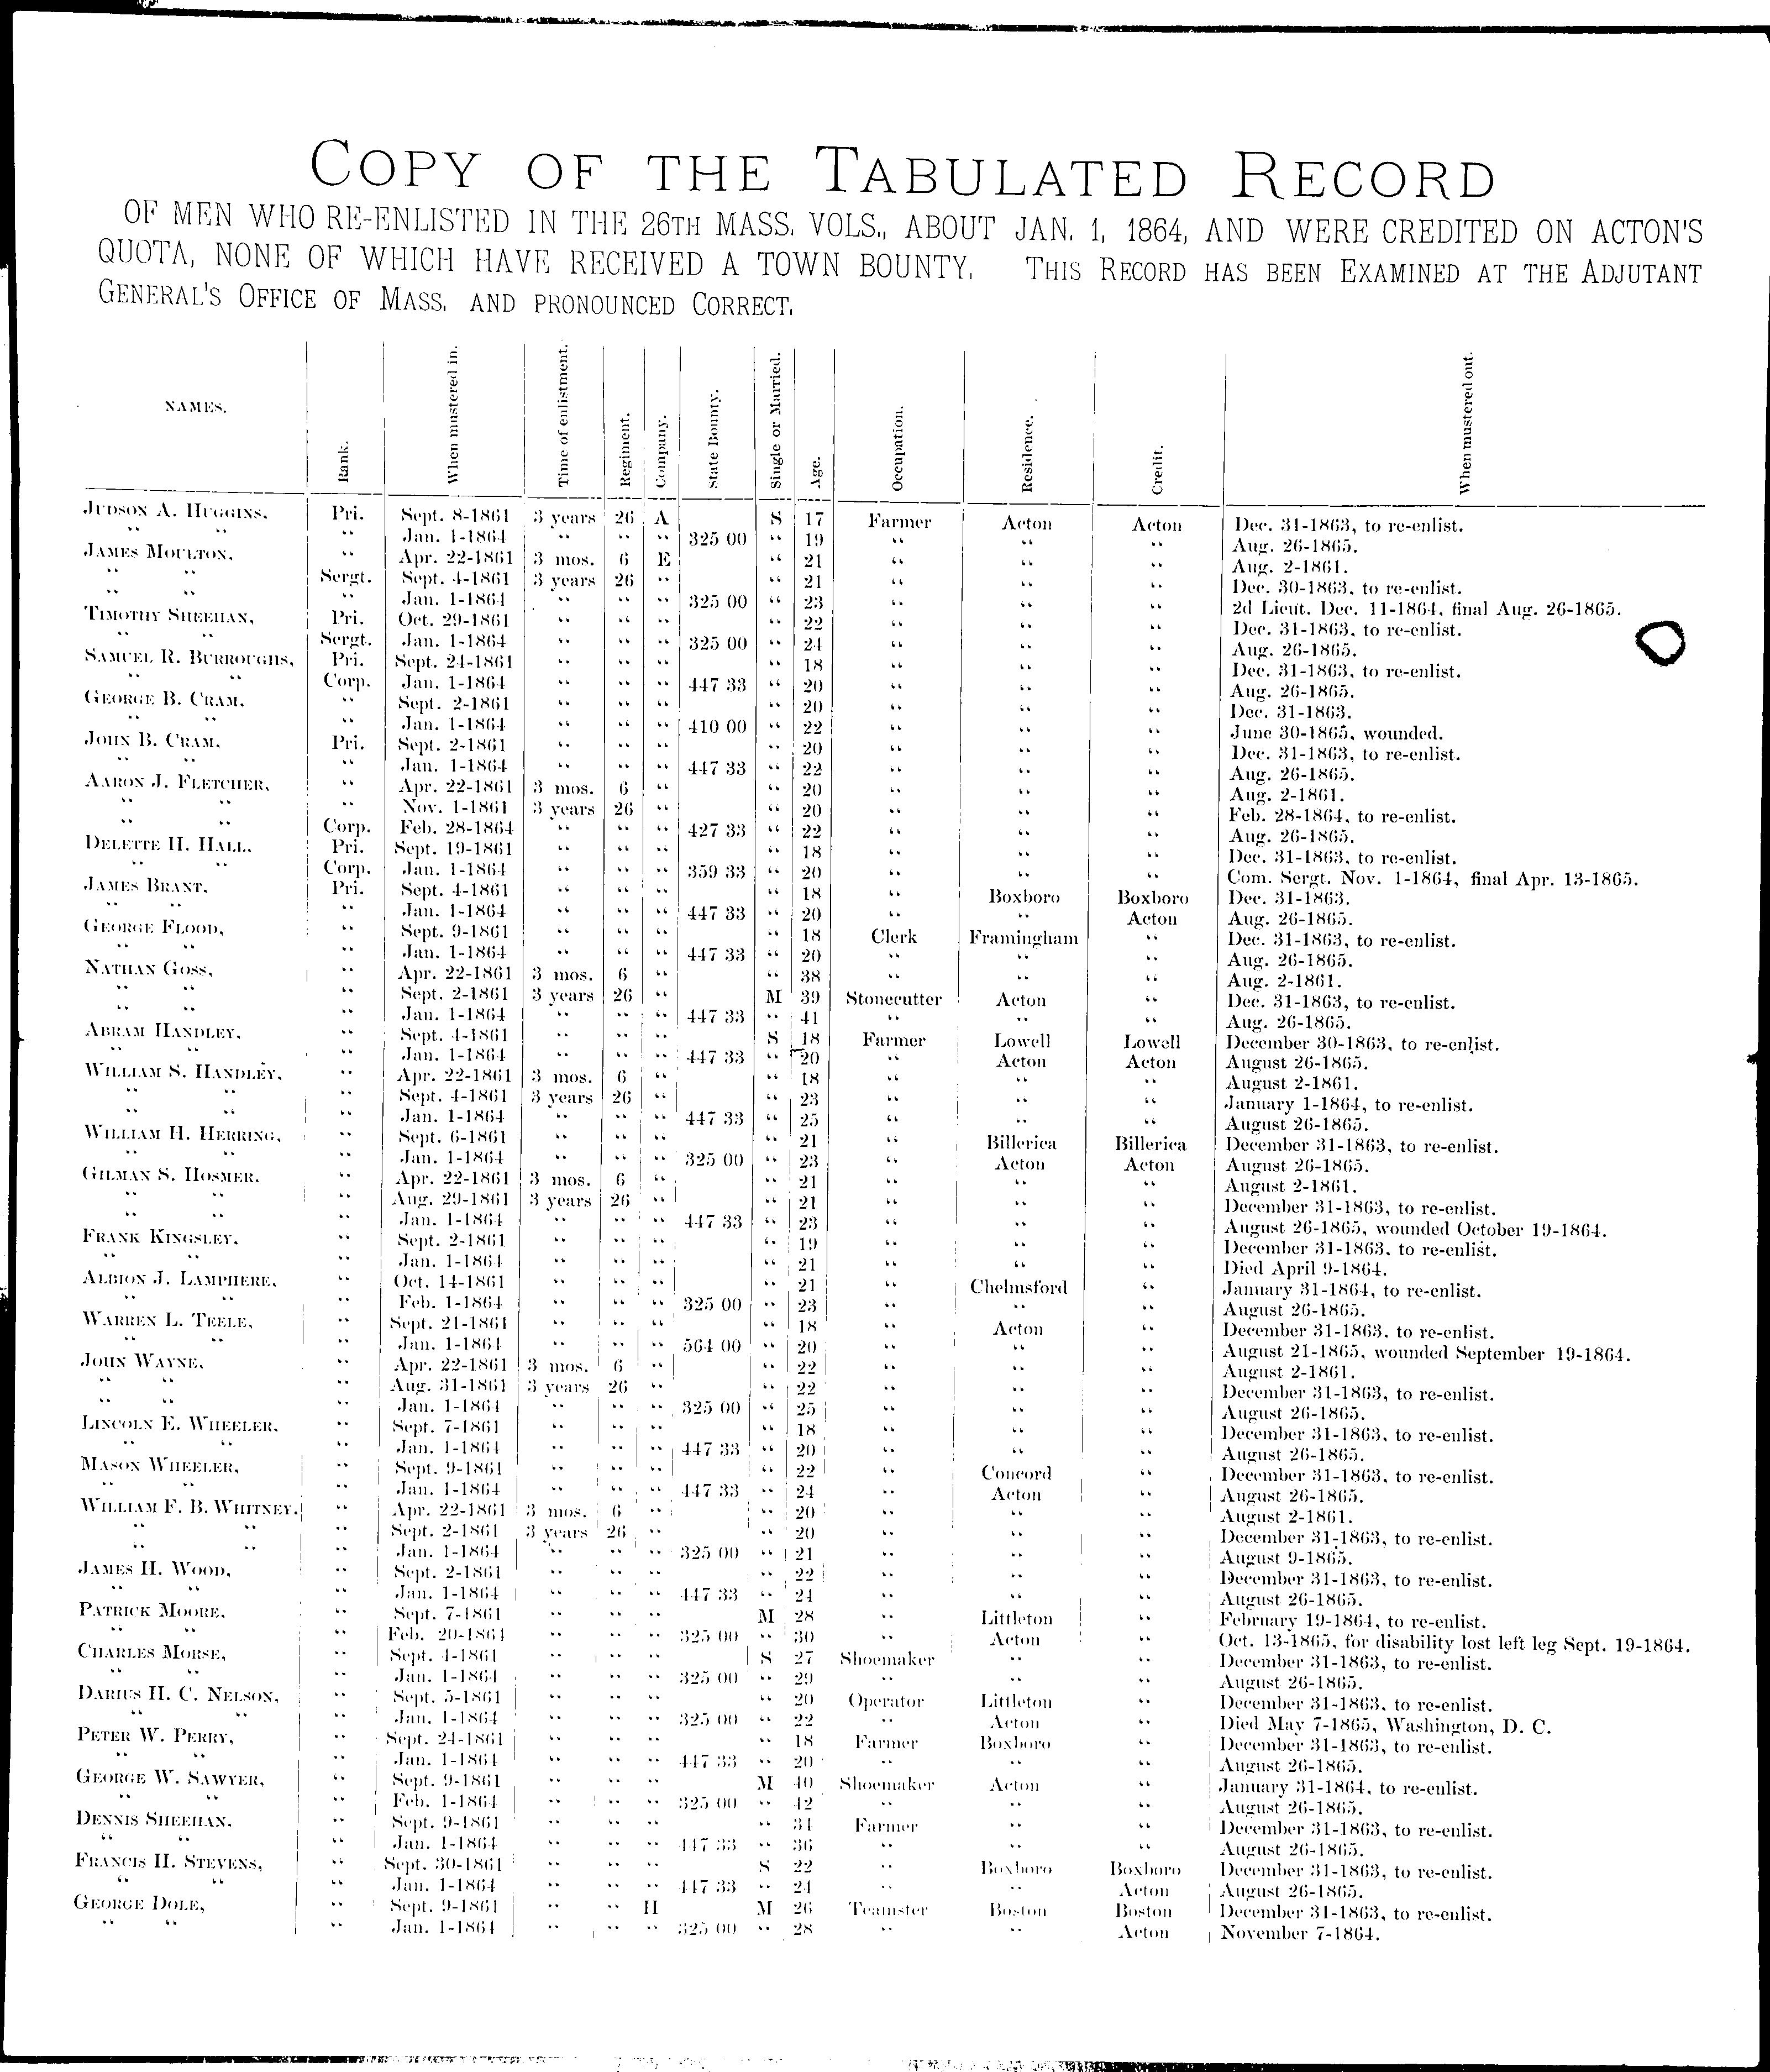 COPY OF THE TABULATED RECORD
OF MEN WHO RE-ENLISTED IN THE 26TH MASS. VOLS., ABOUT JAN. 1, 1864, AND WERE CREDITED ON ACTON'S
QUOTA, NONE OF WHICH HAVE RECEIVED A TOWN BOUNTY. THIS RECORD HAS BEEN EXAMINED AT THE ADJUTANT
GENERAL'S OFFICE OF MASS. AND PRONOUNCED CORRECT.
NAMES. Rank. When mustered in. Time of enlistment. Regiment. Company. State Bounty. Single or Married. Age. Occupation. Residence. Credit. When mustered out.
JUDSON A. HUGGINS, Pri. Sept. 8-1861 3 years 26 A S 17 Farmer Acton Acton Dec. 31-1863, to re-enlist.
“ “ “ Jan. 1-1864 “ “ “ 325 00 “ 19 “ “ “ Aug. 26-1865.
JAMES MOULTON, “ Apr. 22-1861 3 mos. 6 E “ 21 “ “ “ Aug. 2-1861.
“ “ Sergt. Sept. 4-1861 3 years 26 “ “ 21 “ “ “ Dec. 30-1863, to re-enlist.
“ “ “ Jan. 1-1864 “ “ “ 325 00 “ 23 “ “ “ 2d Lieut. Dec. 11-1864, final Aug. 26-1865.
TIMOTHY SHEEHAN, Pri. Oct. 29-1861 “ “ “ “ 22 “ “ “ Dec. 31-1863, to re-enlist.
“ “ Sergt. Jan. 1-1864 “ “ “ 325 00 “ 24 “ “ “ Aug. 26-1865.
SAMUEL R. BURROUGHS, Pri. Sept. 24-1861 “ “ “ “ 18 “ “ “ Dec. 31-1863, to re-enlist.
“ “ Corp. Jan. 1-1864 “ “ “ 447 33 “ 20 “ “ “ Aug. 26-1865.
GEORGE B. CRAM, “ Sept. 2-1861 “ “ “ “ 20 “ “ “ Dec. 31-1863.
“ “ “ Jan. 1-1864 “ “ “ 410 00 “ 22 “ “ “ June 30-1865, wounded.
JOHN B. CRAM, Pri. Sept. 2-1861 “ “ “ “ 20 “ “ “ Dec. 31-1863, to re-enlist.
“ “ “ Jan. 1-1864 “ “ “ 447 33 “ 22 “ “ “ Aug. 26-1865.
AARON J. FLETCHER, “ Apr. 22-1861 3 mos. 6 “ “ 20 “ “ “ Aug. 2-1861.
“ “ “ Nov. 1-1861 3 years 26 “ “ 20 “ “ “ Feb. 28-1864, to re-enlist.
“ “ Corp. Feb. 28-1864 “ “ “ 427 33 “ 22 “ “ “ Aug. 26-1865.
DELETTE H. HALL, Pri. Sept. 19-1861 “ “ “ “ 18 “ “ “ Dec. 31-1863, to re-enlist.
“ “ Corp. Jan. 1-1864 “ “ “ 359 33 “ 20 “ “ “ Com. Sergt. Nov. 1-1864, final Apr. 13-1865.
JAMES BRANT, Pri. Sept. 4-1861 “ “ “ “ 18 “ Boxboro Boxboro Dec. 31-1863.
“ “ “ Jan. 1-1864 “ “ “ 447 33 “ 20 “ “ Acton Aug. 26-1865.
GEORGE FLOOD, “ Sept. 9-1861 “ “ “ “ 18 Clerk Framingham “ Dec. 31-1863, to re-enlist.
“ “ “ Jan. 1-1864 “ “ “ 447 33 “ 20 “ “ “ Aug. 26-1865.
NATHAN GOSS, “ Apr. 22-1861 3 mos. 6 “ “ 38 “ “ “ Aug. 2-1861.
“ “ “ Sept. 2-1861 3 years 26 “ M 39 Stonecutter Acton “ Dec. 31-1863, to re-enlist.
“ “ “ Jan. 1-1864 “ “ “ 447 33 “ 41 “ “ “ Aug. 26-1865.
ABRAM HANDLEY, “ Sept. 4-1861 “ “ “ S 18 Farmer Lowell Lowell December 30-1863, to re-enlist.
“ “ “ Jan. 1-1864 “ “ “ 447 33 “ 20 “ Acton Acton August 26-1865.
WILLIAM S. HANDLEY, “ Apr. 22-1861 3 mos. 6 “ “ 18 “ “ “ August 2-1861.
“ “ “ Sept. 4-1861 3 years 26 “ “ 23 “ “ “ January 1-1864, to re-enlist.
“ “ “ Jan. 1-1864 “ “ “ 447 33 “ 25 “ “ “ August 26-1865.
WILLIAM H. HERRING, “ Sept. 6-1861 “ “ “ “ 21 “ Billerica Billerica December 31-1863, to re-enlist.
“ “ “ Jan. 1-1864 “ “ “ 325 00 “ 23 “ Acton Acton August 26-1865.
GILMAN S. HOSMER, “ Apr. 22-1861 3 mos. 6 “ “ 21 “ “ “ August 2-1861.
“ “ “ Aug. 29-1861 3 years 26 “ “ 21 “ “ “ December 31-1863, to re-enlist.
“ “ “ Jan. 1-1864 “ “ “ 447 33 “ 23 “ “ “ August 26-1865, wounded October 19-1864.
FRANK KINGSLEY, “ Sept. 2-1861 “ “ “ “ 19 “ “ “ December 31-1863, to re-enlist.
“ “ “ Jan. 1-1864 “ “ “ “ 21 “ “ “ Died April 9-1864.
ALBION J. LAMPHERE, “ Oct. 14-1861 “ “ “ “ 21 “ Chelmsford “ January 31-1864, to re-enlist.
“ “ “ Feb. 1-1864 “ “ “ 325 00 “ 23 “ “ “ August 26-1865.
WARREN L. TEELE, “ Sept. 21-1861 “ “ “ “ 18 “ Acton “ December 31-1863, to re-enlist.
“ “ “ Jan. 1-1864 “ “ “ 564 00 “ 20 “ “ “ August 21-1865, wounded September 19-1864.
JOHN WAYNE, “ Apr. 22-1861 3 mos. 6 “ “ 22 “ “ “ August 2-1861.
“ “ “ Aug. 31-1861 3 years 26 “ “ 22 “ “ “ December 31-1863, to re-enlist.
“ “ “ Jan. 1-1864 “ “ “ 325 00 “ 25 “ “ “ August 26-1865.
LINCOLN E. WHEELER, “ Sept. 7-1861 “ “ “ “ 18 “ “ “ December 31-1863, to re-enlist.
“ “ “ Jan. 1-1864 “ “ “ 447 33 “ 20 “ “ “ August 26-1865.
MASON WHEELER, “ Sept. 9-1861 “ “ “ “ 22 “ Concord “ December 31-1863, to re-enlist.
“ “ “ Jan. 1-1864 “ “ “ 447 33 “ 24 “ Acton “ August 26-1865.
WILLIAM F. B. WHITNEY, “ Apr. 22-1861 3 mos. 6 “ “ 20 “ “ “ August 2-1861.
“ “ “ Sept. 2-1861 3 years 26 “ “ 20 “ “ “ December 31-1863, to re-enlist.
“ “ “ Jan. 1-1864 “ “ “ 325 00 “ 21 “ “ “ August 9-1865.
JAMES H. WOOD, “ Sept. 2-1861 “ “ “ “ 22 “ “ “ December 31-1863, to re-enlist.
“ “ “ Jan. 1-1864 “ “ “ 447 33 “ 24 “ “ “ August 26-1865.
PATRICK MOORE, “ Sept. 7-1861 “ “ “ M 28 “ Littleton “ February 19-1864, to re-enlist.
“ “ “ Feb. 20-1864 “ “ “ 325 00 “ 30 “ Acton “ Oct. 13-1865, for disability lost left leg Sept. 19-1864.
CHARLES MORSE, “ Sept. 4-1861 “ “ “ S 27 Shoemaker “ “ December 31-1863, to re-enlist.
“ “ “ Jan. 1-1864 “ “ “ 325 00 “ 29 “ “ “ August 26-1865.
DARIUS H. C. NELSON, “ Sept. 5-1861 “ “ “ “ 20 Operator Littleton “ December 31-1863, to re-enlist.
“ “ “ Jan. 1-1864 “ “ “ 325 00 “ 22 “ Acton “ Died May 7-1865, Washington, D. C.
PETER W. PERRY, “ Sept. 24-1861 “ “ “ “ 18 Farmer Boxboro “ December 31-1863, to re-enlist.
“ “ “ Jan. 1-1864 “ “ “ 447 33 “ 20 “ “ “ August 26-1865.
GEORGE W. SAWYER, “ Sept. 9-1861 “ “ “ M 40 Shoemaker Acton “ January 31-1864, to re-enlist.
“ “ “ Feb. 1-1864 “ “ “ 325 00 “ 42 “ “ “ August 26-1865.
DENNIS SHEEHAN, “ Sept. 9-1861 “ “ “ “ 34 Farmer “ “ December 31-1863, to re-enlist.
“ “ “ Jan. 1-1864 “ “ “ 447 33 “ 36 “ “ “ August 26-1865.
FRANCIS H. STEVENS, “ Sept. 30-1861 “ “ “ S 22 “ Boxboro Boxboro December 31-1863, to re-enlist.
“ “ “ Jan. 1-1864 “ “ “ 447 33 “ 24 “ “ Acton August 26-1865.
GEORGE DOLE, “ Sept. 9-1861 “ “ H M 26 Teamster Boston Boston December 31-1863, to re-enlist.
“ “ “ Jan. 1-1864 “ “ “ 325 00 “ 28 “ “ Acton November 7-1864.